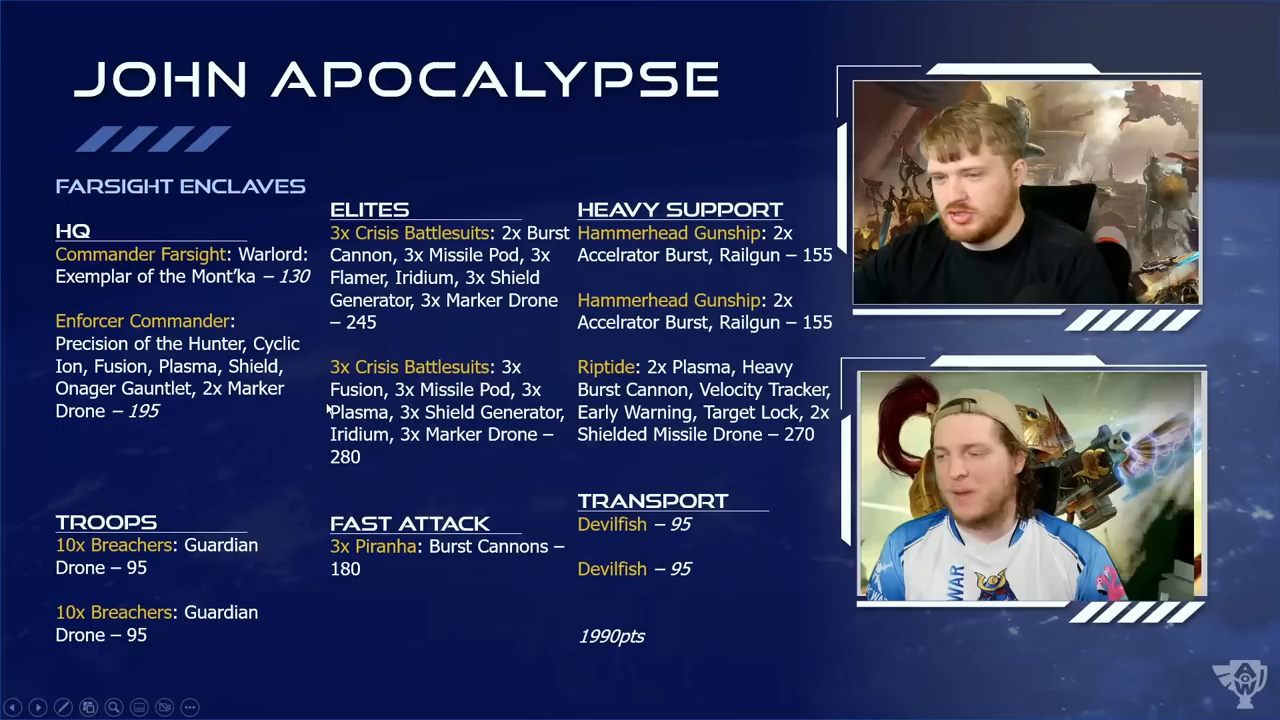 JOHN APOCALYPSE
FARSIGHT ENCLAVES
HQ
Commander Farsight: Warlord:
Exemplar of the Mont'ka – 130
Enforcer Commander:
Precision of the Hunter, Cyclic
Ion, Fusion, Plasma, Shield,
Onager Gauntlet, 2x Marker
Drone – 195
TROOPS
10x Breachers: Guardian
Drone – 95
10x Breachers: Guardian
Drone – 95
ELITES
3x Crisis Battlesuits: 2x Burst
Cannon, 3x Missile Pod, 3x
Flamer, Iridium, 3x Shield
Generator, 3x Marker Drone
– 245
3x Crisis Battlesuits: 3x
Fusion, 3x Missile Pod, 3x
Plasma, 3x Shield Generator,
Iridium, 3x Marker Drone –
280
FAST ATTACK
3x Piranha: Burst Cannons –
180
HEAVY SUPPORT
Hammerhead Gunship: 2x
Accelrator Burst, Railgun – 155
Hammerhead Gunship: 2x
Accelrator Burst, Railgun – 155
Riptide: 2x Plasma, Heavy
Burst Cannon, Velocity Tracker,
Early Warning, Target Lock, 2x
Shielded Missile Drone – 270
TRANSPORT
Devilfish – 95
Devilfish – 95
1990pts
WAR